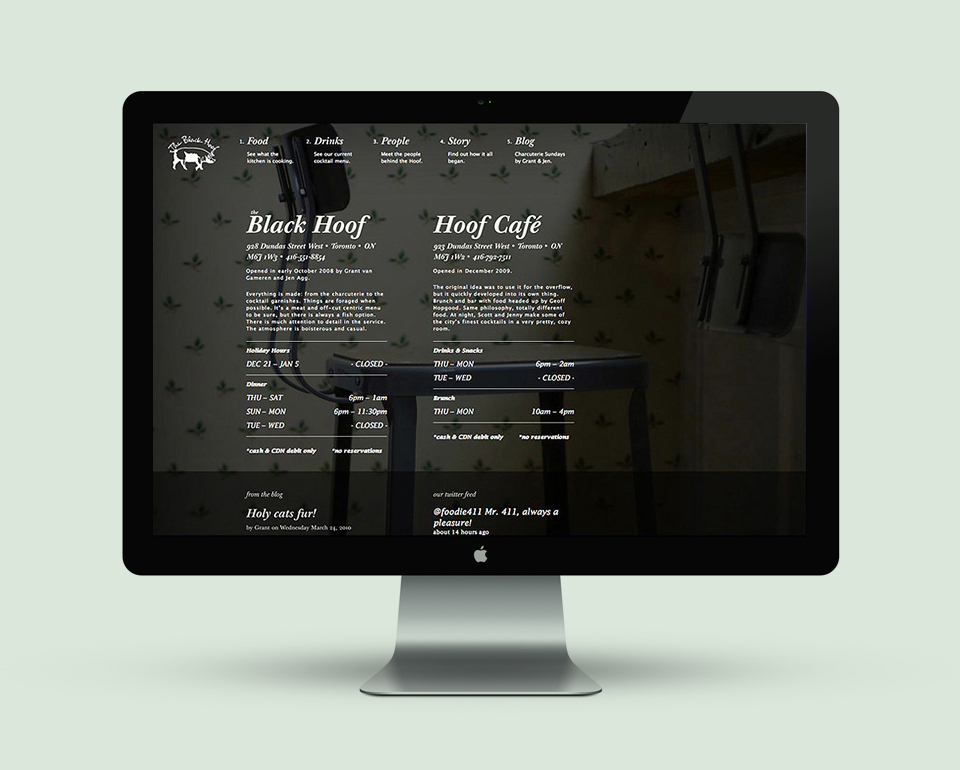 The Black Hoof
1. Food
See what the
kitchen is cooking.
2. Drinks
See our current
cocktail menu.
3. People
Meet the people
behind the Hoof.
4. Story
Find out how it all
began.
5. Blog
Charcuterie Sundays
by Grant & Jen.
the
Black Hoof
928 Dundas Street West • Toronto • ON
M6J 1W3 • 416-551-8854
Opened in early October 2008 by Grant van
Gameren and Jen Agg.
Everything is made: from the charcuterie to the
cocktail garnishes. Things are foraged when
possible. It's a meat and off-cut centric menu
to be sure, but there is always a fish option.
There is much attention to detail in the service.
The atmosphere is boisterous and casual.
Holiday Hours
DEC 21 – JAN 5 - CLOSED -
Dinner
THU – SAT 6pm – 1am
SUN – MON 6pm – 11:30pm
TUE – WED - CLOSED -
*cash & CDN debit only *no reservations
Hoof Café
923 Dundas Street West • Toronto • ON
M6J 1W2 • 416-792-7511
Opened in December 2009.
The original idea was to use it for the overflow,
but it quickly developed into its own thing.
Brunch and bar with food headed up by Geoff
Hopgood. Same philosophy, totally different
food. At night, Scott and Jenny make some of
the city's finest cocktails in a very pretty, cozy
room.
Drinks & Snacks
THU – MON 6pm – 2am
TUE – WED - CLOSED -
Brunch
THU – MON 10am – 4pm
*cash & CDN debit only *no reservations
from the blog
Holy cats fur!
by Grant on Wednesday March 24, 2010
our twitter feed
@foodie411 Mr. 411, always a
pleasure!
about 14 hours ago